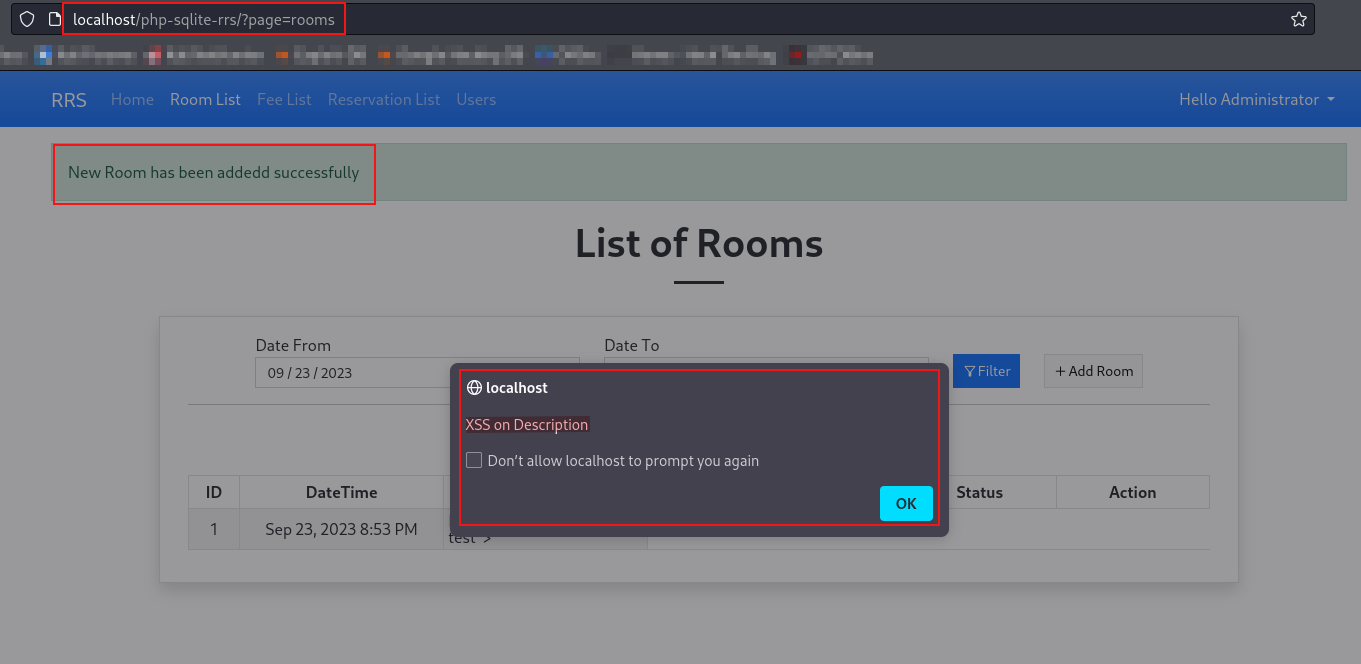 localhost/php-sqlite-rrs/?page=rooms
RRS Home Room List Fee List Reservation List Users Hello Administrator
New Room has been addedd successfully
List of Rooms
Date From Date To
09 / 23 / 2023
Filter + Add Room
localhost
XSS on Description
Don't allow localhost to prompt you again
OK
ID DateTime Status Action
1 Sep 23, 2023 8:53 PM
test >